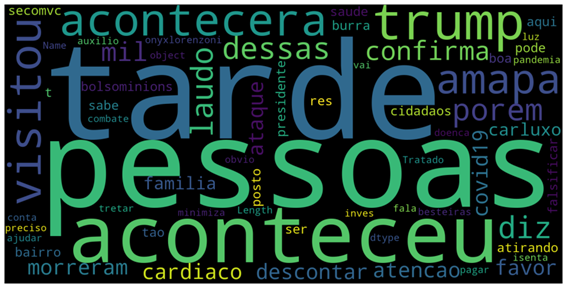 secomvc acontecera trump saude burra aqui luz
Name auxilio onyxlorenzoni dessas confirma pode pandemia
mil object vai boa
visitou t bolsominions laudo tarde res amapa
sabe combate ataque presidente cidadaos porem
pessoas carluxo doenca
obvio familia posto Tratado covid19 falsificar
tretar minimiza Length fala besteiras
conta aconteceu diz
preciso tao ser inves dtype atirando isenta
ajudar bairro descontar atencao pagar favor
morreram cardiaco